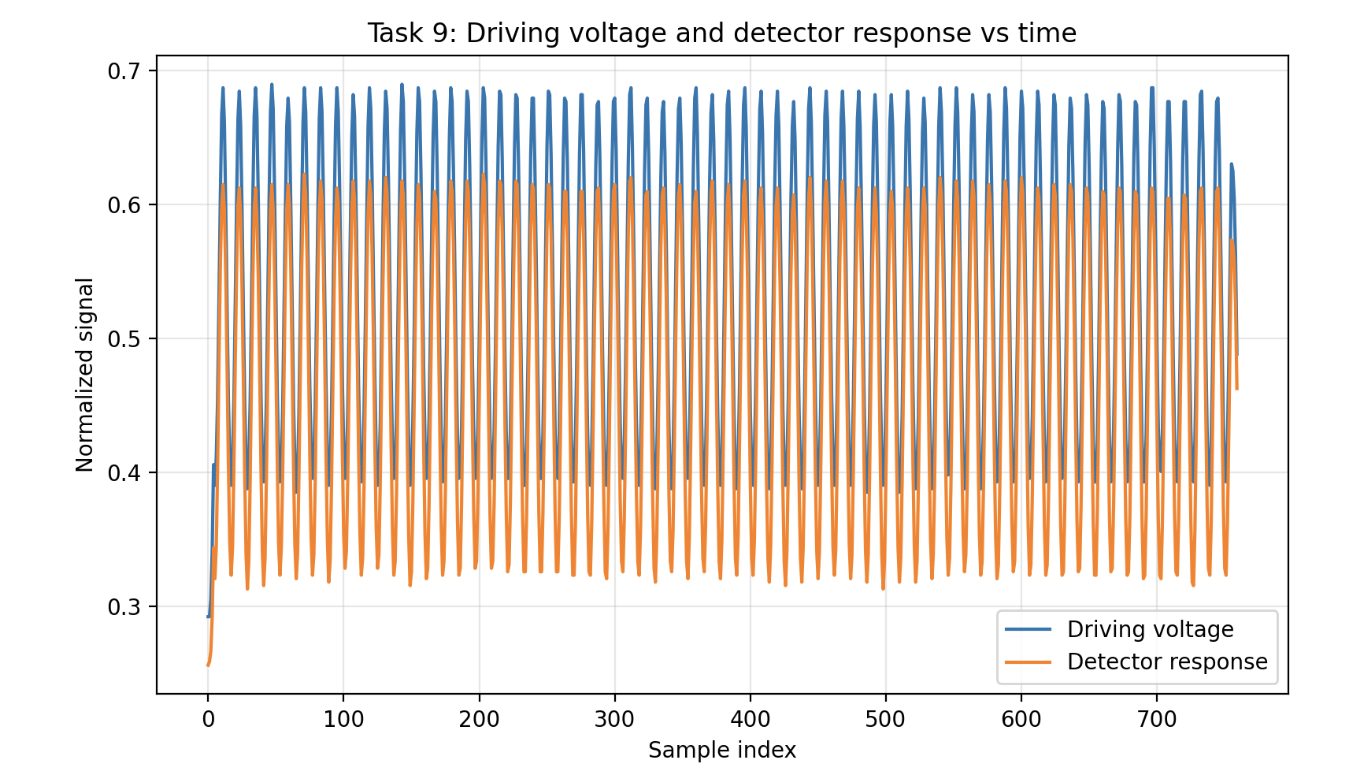 Task 9: Driving voltage and detector response vs time
0.7
0.6
0.5
0.4
0.3
Normalized signal
Driving voltage
Detector response
0 100 200 300 400 500 600 700
Sample index